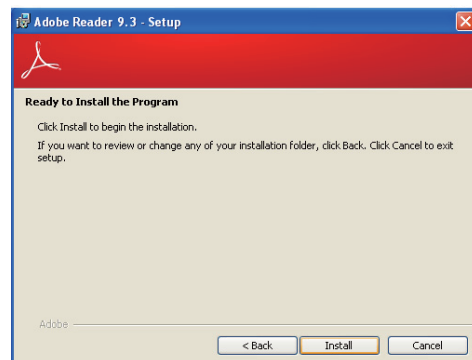 Adobe Reader 9.3 - Setup
Ready to Install the Program
Click Install to begin the installation.
If you want to review or change any of your installation folder, click Back. Click Cancel to exit
setup.
Adobe
< Back Install Cancel